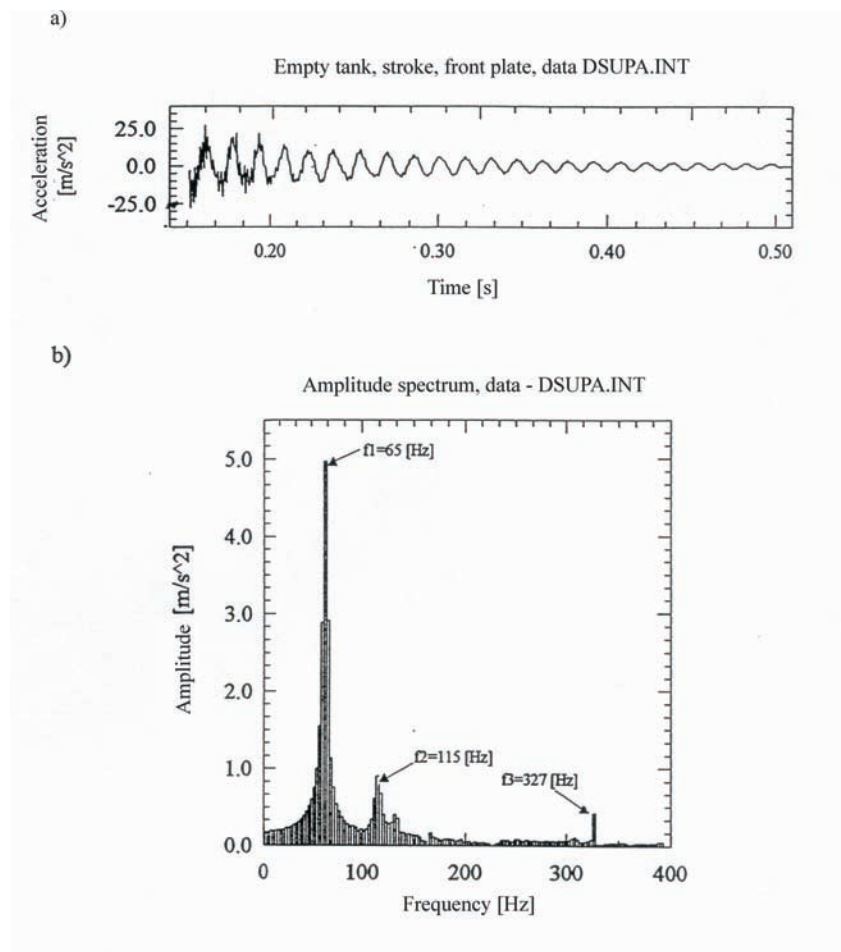 a)
Empty tank, stroke, front plate, data DSUPA.INT
Acceleration
[m/s^2]
25.0
0.0
-25.0
0.20
0.30
0.40
0.50
Time [s]
b)
Amplitude spectrum, data - DSUPA.INT
Amplitude [m/s^2]
5.0
4.0
3.0
2.0
1.0
0.0
f1=65 [Hz]
f2=115 [Hz]
f3=327 [Hz]
0
100
200
300
400
Frequency [Hz]